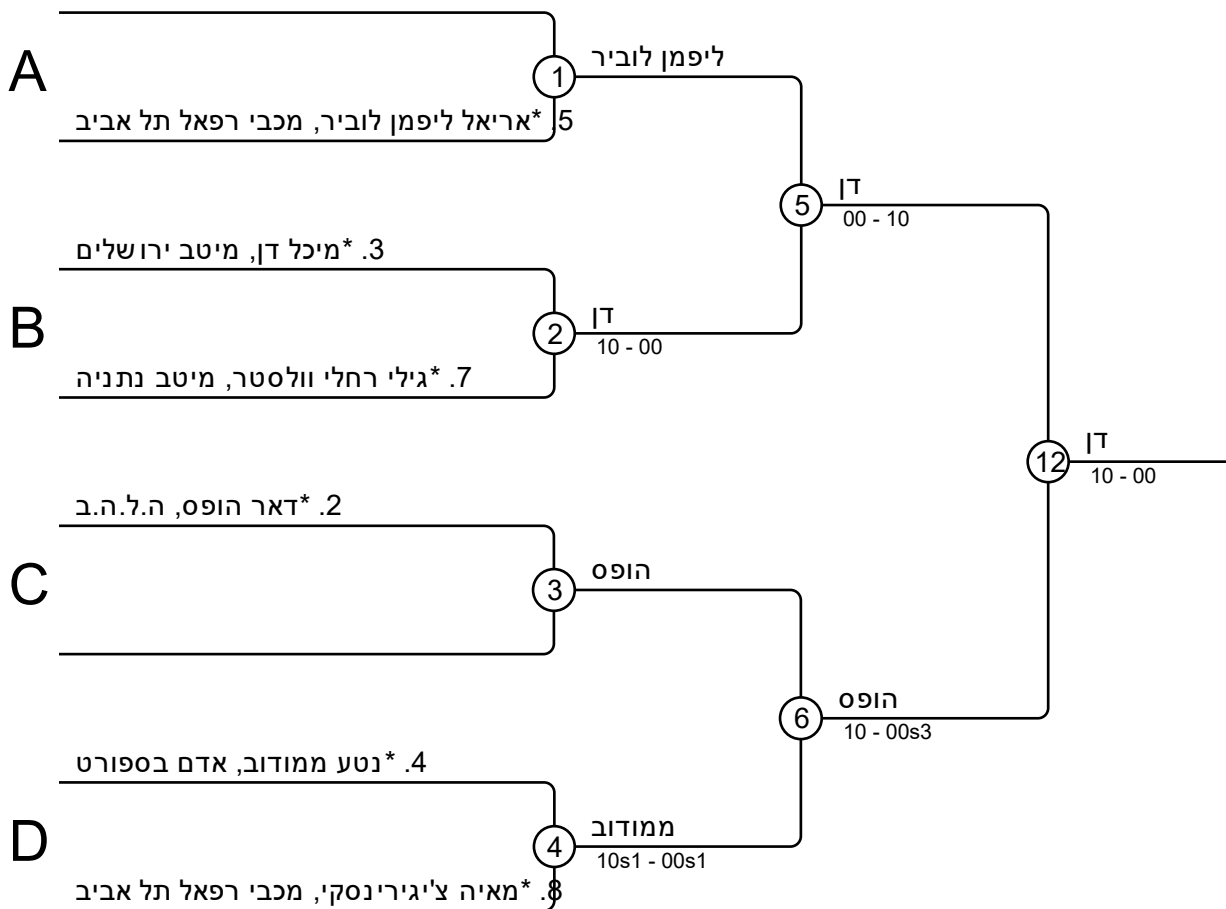 A
5. *אריאל ליפמן לוביר, מכבי רפאל תל אביב
1
ליפמן לוביר
5
דן
00 - 10
B
3. *מיכל דן, מיטב ירושלים
7. *גילי רחלי וולסטר, מיטב נתניה
2
דן
10 - 00
12
דן
10 - 00
C
2. *דאר הופס, ה.ל.ה.ב
3
הופס
6
הופס
10 - 00s3
D
4. *נטע ממודוב, אדם בספורט
8. *מאיה צ'יגירינסקי, מכבי רפאל תל אביב
4
ממודוב
10s1 - 00s1